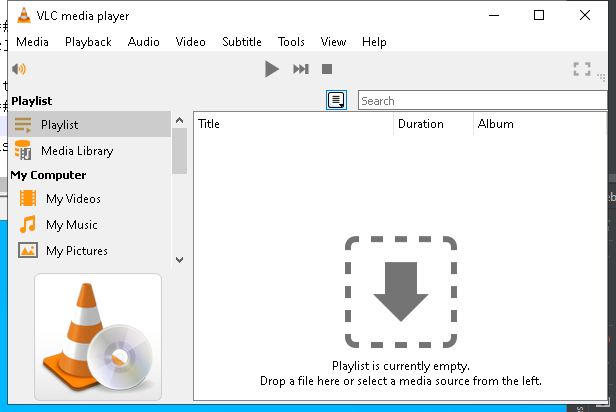 VLC media player
Media Playback Audio Video Subtitle Tools View Help
Playlist
Search
Playlist
Media Library
My Computer
My Videos
My Music
My Pictures
Title Duration Album
Playlist is currently empty.
Drop a file here or select a media source from the left.